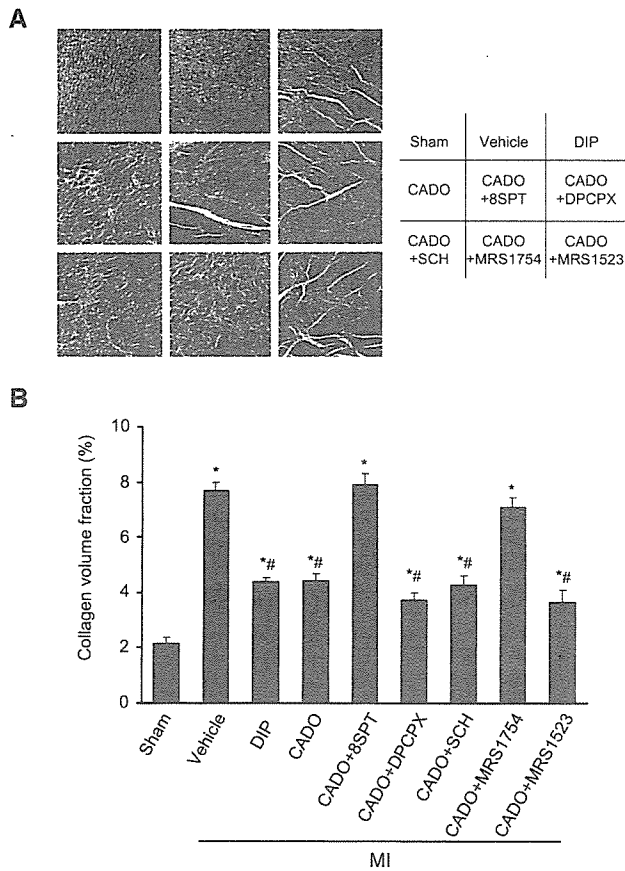 A
Sham Vehicle DIP
CADO CADO +8SPT CADO +DPCPX
CADO +SCH CADO +MRS1754 CADO +MRS1523
B
Collagen volume fraction (%)
10
8
6
4
2
0
* * *
*# *# *# *# *#
Sham
Vehicle
DIP
CADO
CADO+8SPT
CADO+DPCPX
CADO+SCH
CADO+MRS1754
CADO+MRS1523
MI